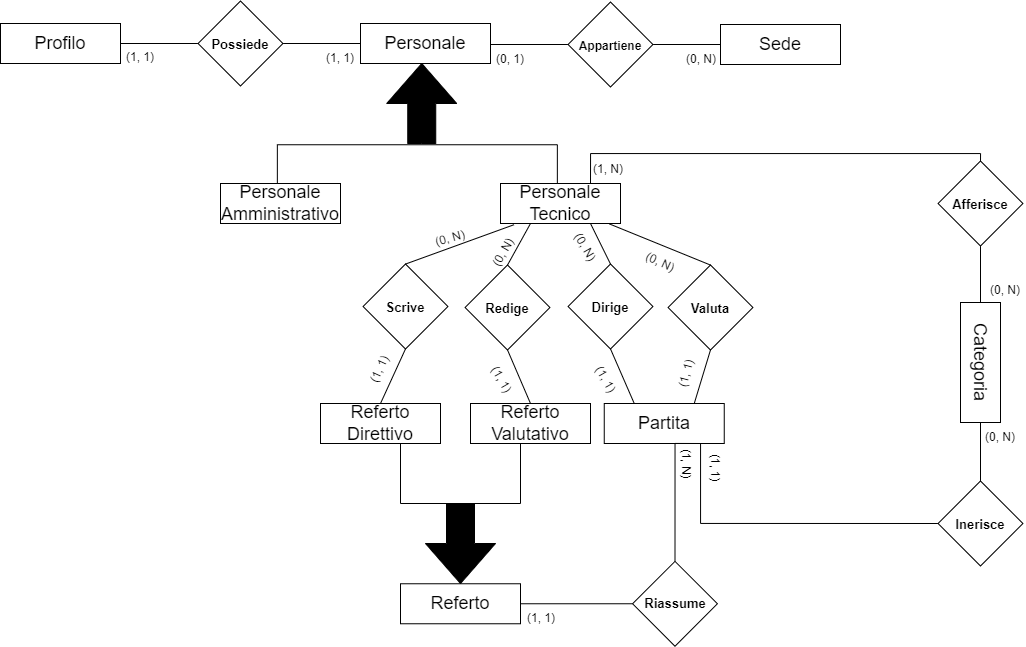 Profilo
(1, 1)
Possiede
(1, 1)
Personale
(0, 1)
Appartiene
(0, N)
Sede
Personale
Amministrativo
Personale
Tecnico
(1, N)
Afferisce
(0, N)
(0, N)
(0, N)
(0, N)
Scrive
Redige
Dirige
Valuta
(0, N)
Categoria
(0, N)
(1, 1)
(1, 1)
(1, 1)
(1, 1)
Referto
Direttivo
Referto
Valutativo
Partita
(1, N)
(1, 1)
Inerisce
Referto
(1, 1)
Riassume